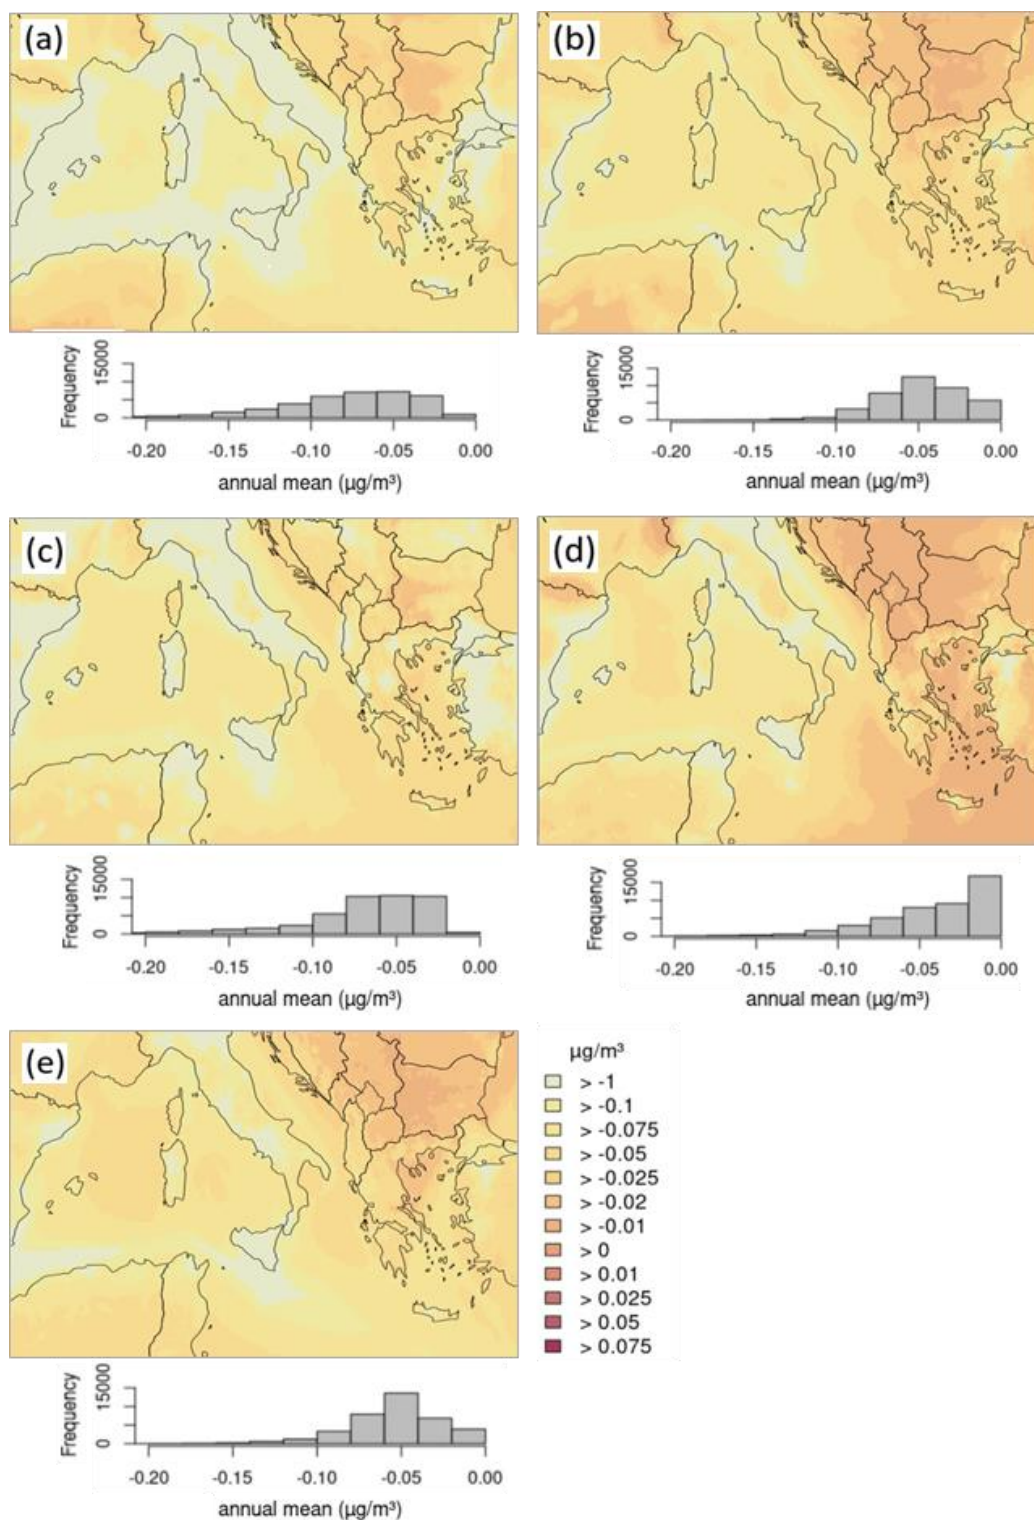 (a)
(b)
Frequency
0 15000
-0.20 -0.15 -0.10 -0.05 0.00
annual mean (µg/m³)
Frequency
0 15000
-0.20 -0.15 -0.10 -0.05 0.00
annual mean (µg/m³)
(c)
(d)
Frequency
0 15000
-0.20 -0.15 -0.10 -0.05 0.00
annual mean (µg/m³)
Frequency
0 15000
-0.20 -0.15 -0.10 -0.05 0.00
annual mean (µg/m³)
(e)
µg/m³
> -1
> -0.1
> -0.075
> -0.05
> -0.025
> -0.02
> -0.01
> 0
> 0.01
> 0.025
> 0.05
> 0.075
Frequency
0 15000
-0.20 -0.15 -0.10 -0.05 0.00
annual mean (µg/m³)